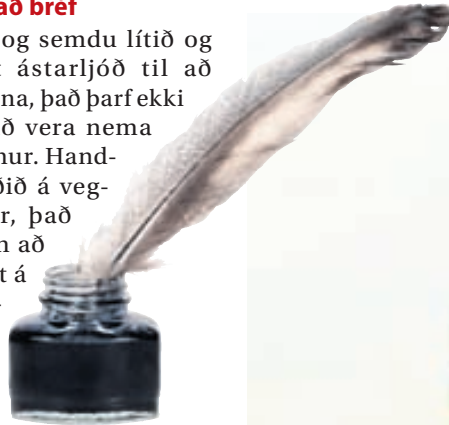 að bréf
og semdu lítið og
t ástarljóð til að
na, það þarf ekki
ð vera nema
nur. Hand-
ðið á veg-
r, það
n að
t á